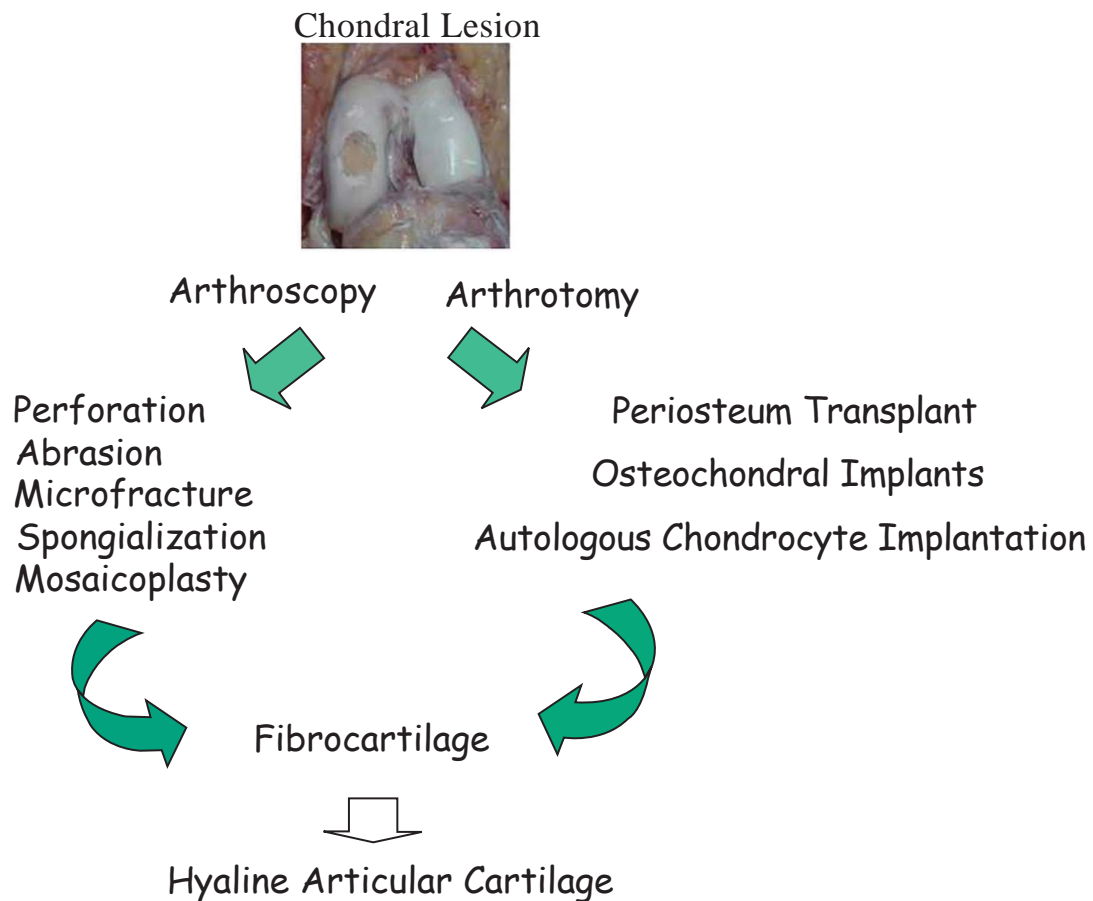 Chondral Lesion
Arthroscopy
Arthrotomy
Perforation
Abrasion
Microfracture
Spongialization
Mosaicoplasty
Periosteum Transplant
Osteochondral Implants
Autologous Chondrocyte Implantation
Fibrocartilage
Hyaline Articular Cartilage